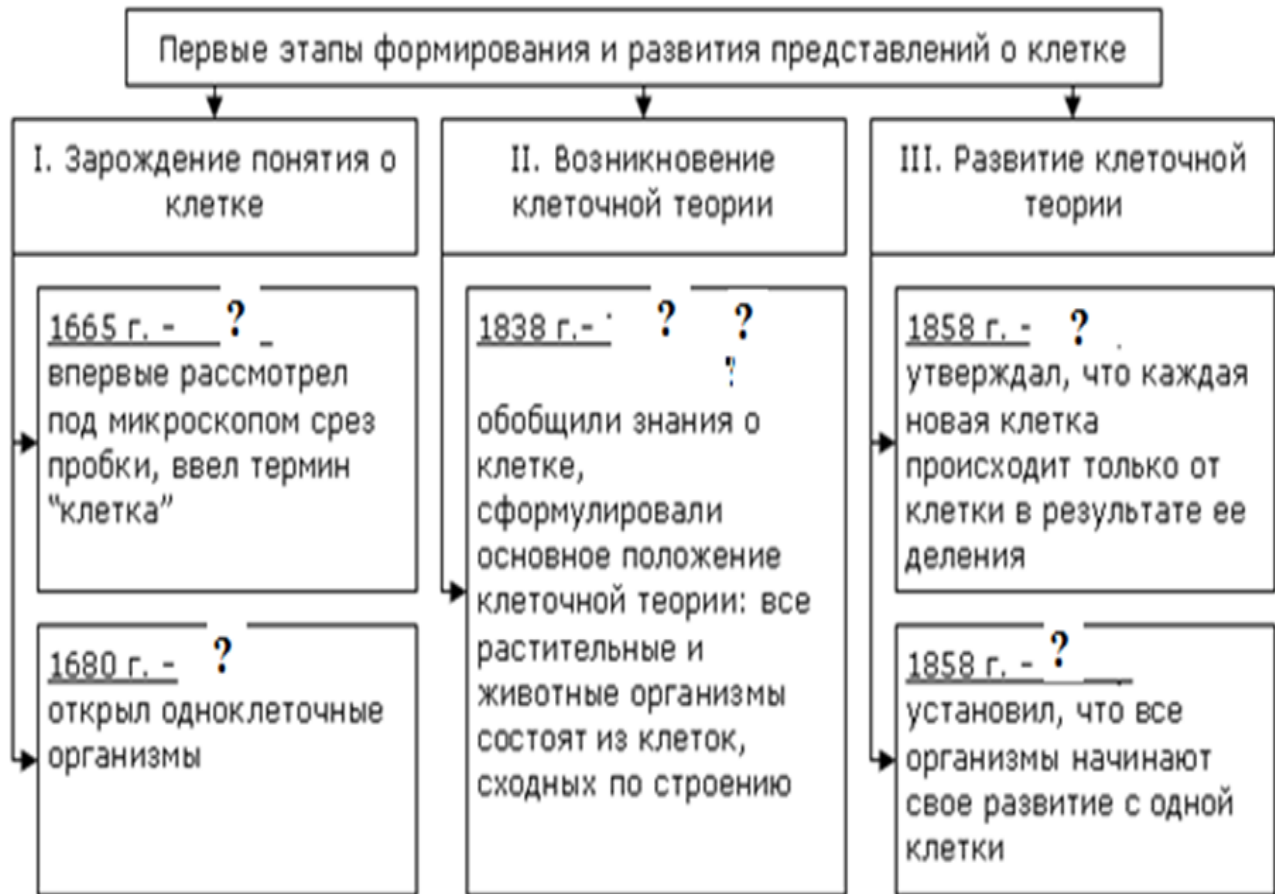 Первые этапы формирования и развития представлений о клетке
I. Зарождение понятия о
клетке
1665 г. - ?
впервые рассмотрел
под микроскопом срез
пробки, ввел термин
“клетка”
1680 г. - ?
открыл одноклеточные
организмы
II. Возникновение
клеточной теории
1838 г.- ? ?
обобщили знания о
клетке,
сформулировали
основное положение
клеточной теории: все
растительные и
животные организмы
состоят из клеток,
сходных по строению
III. Развитие клеточной
теории
1858 г. - ?
утверждал, что каждая
новая клетка
происходит только от
клетки в результате ее
деления
1858 г. - ?
установил, что все
организмы начинают
свое развитие с одной
клетки